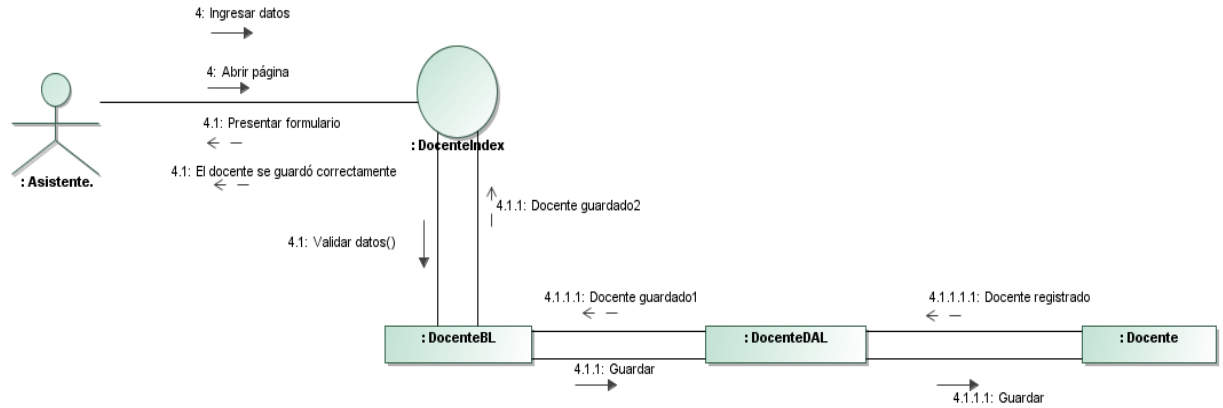 4: Ingresar datos
4: Abrir página
4.1: Presentar formulario
: DocenteIndex
4.1: El docente se guardó correctamente
: Asistente.
4.1.1: Docente guardado2
4.1: Validar datos()
4.1.1.1: Docente guardado1
4.1.1.1.1: Docente registrado
: DocenteBL
: DocenteDAL
: Docente
4.1.1: Guardar
4.1.1.1: Guardar